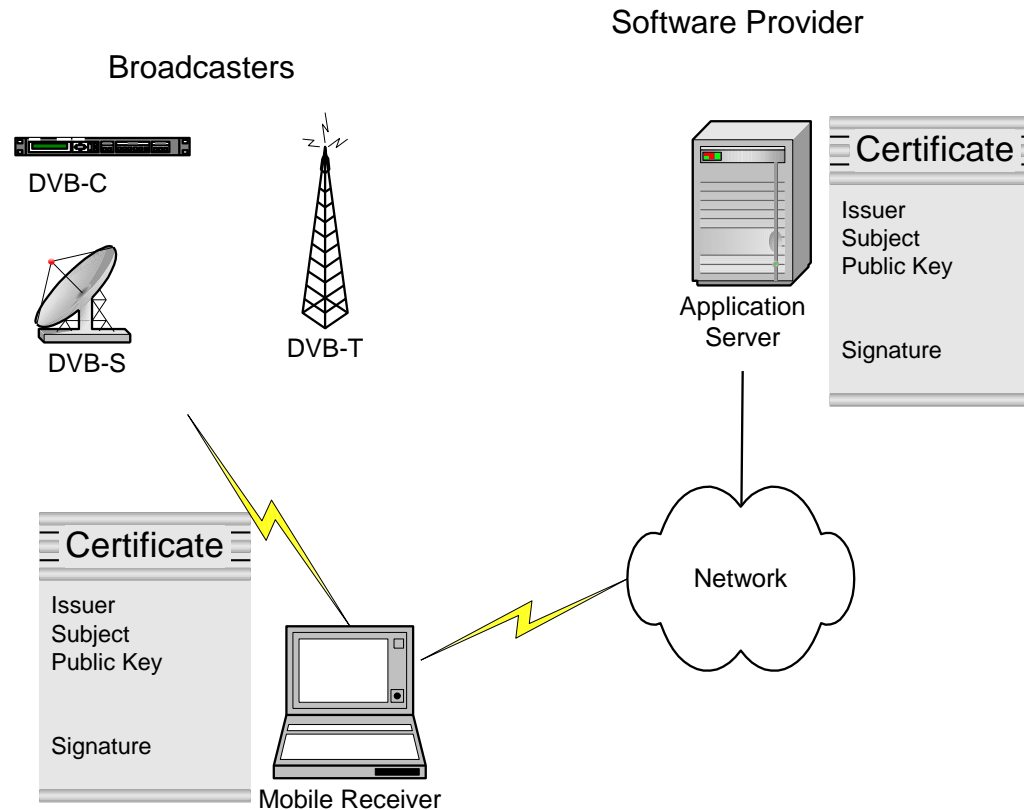 Software Provider
Broadcasters
DVB-C
DVB-S
DVB-T
Application
Server
Certificate
Issuer
Subject
Public Key
Signature
Network
Certificate
Issuer
Subject
Public Key
Signature
Mobile Receiver